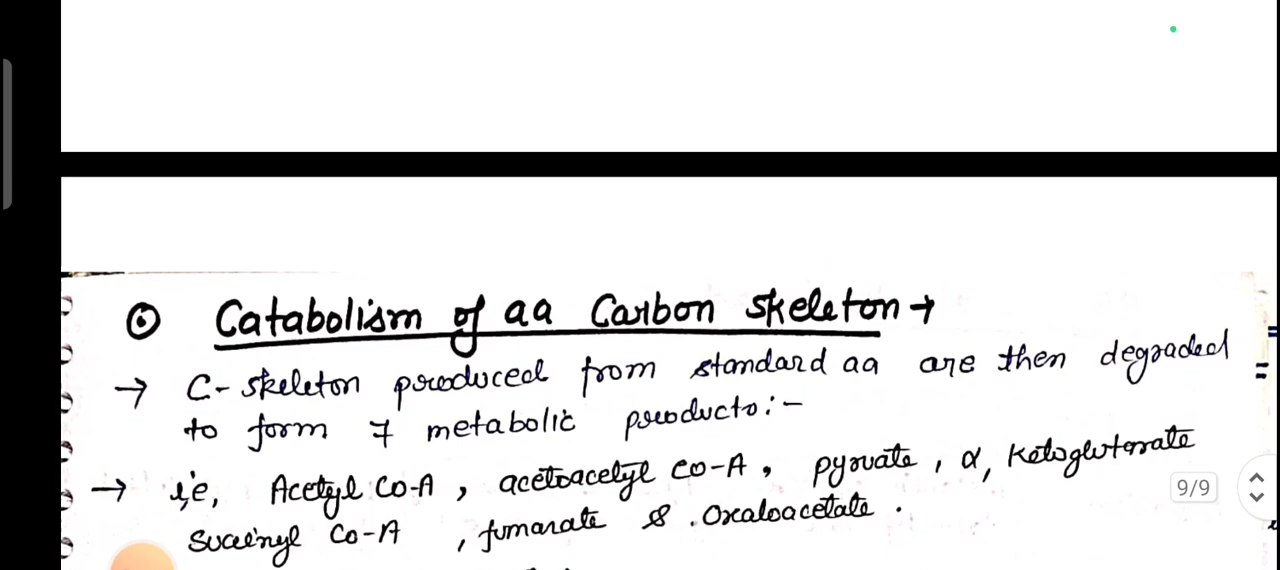 ⊙ Catabolism of aa Carbon skeleton →
→ C-skeleton produced from standard aa are then degraded
to form 7 metabolic products:-
→ i,e, Acetyl CO-A, acetoacetyl CO-A, pyruvate, α, Ketoglutarate
9/9
Succinyl CO-A, fumarate & .Oxaloacetate.